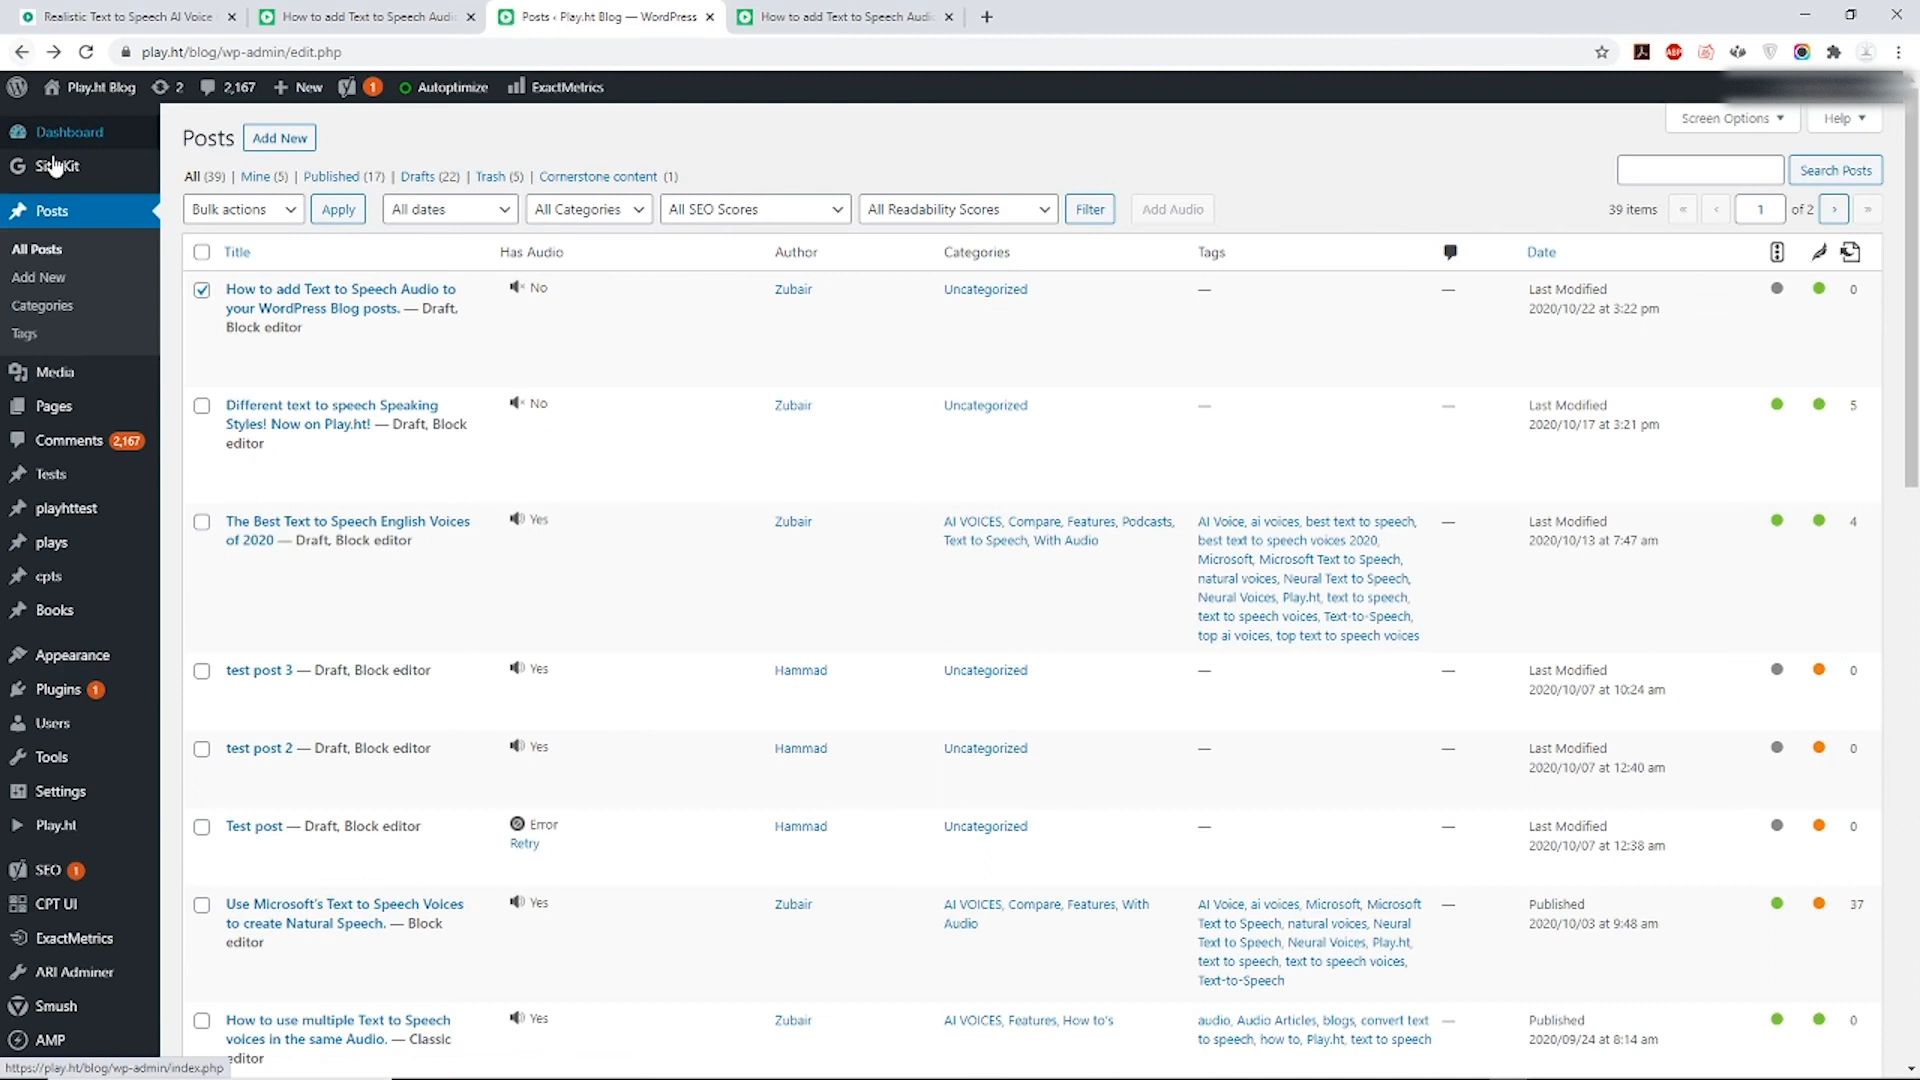 Realistic Text to Speech AI Voice
How to add Text to Speech Audi
Posts ‹ Play.ht Blog — WordPress
How to add Text to Speech Audi
play.ht/blog/wp-admin/edit.php
Play.ht Blog
2
2,167
New
1
Autoptimize
ExactMetrics
Dashboard
Site Kit
Posts
All Posts
Add New
Categories
Tags
Media
Pages
Comments 2,167
Tests
playhttest
plays
cpts
Books
Appearance
Plugins 1
Users
Tools
Settings
Play.ht
SEO 1
CPT UI
ExactMetrics
ARI Adminer
Smush
AMP
https://play.ht/blog/wp-admin/index.php
Screen Options
Help
Posts
Add New
All (39) | Mine (5) | Published (17) | Drafts (22) | Trash (5) | Cornerstone content (1)
Search Posts
Bulk actions
Apply
All dates
All Categories
All SEO Scores
All Readability Scores
Filter
Add Audio
39 items
«
‹
1
of 2
›
»
Title
Has Audio
Author
Categories
Tags
Date
How to add Text to Speech Audio to
your WordPress Blog posts. — Draft,
Block editor
No
Zubair
Uncategorized
—
—
Last Modified
2020/10/22 at 3:22 pm
0
Different text to speech Speaking
Styles! Now on Play.ht! — Draft, Block
editor
No
Zubair
Uncategorized
—
—
Last Modified
2020/10/17 at 3:21 pm
5
The Best Text to Speech English Voices
of 2020 — Draft, Block editor
Yes
Zubair
AI VOICES, Compare, Features, Podcasts,
Text to Speech, With Audio
AI Voice, ai voices, best text to speech,
best text to speech voices 2020,
Microsoft, Microsoft Text to Speech,
natural voices, Neural Text to Speech,
Neural Voices, Play.ht, text to speech,
text to speech voices, Text-to-Speech,
top ai voices, top text to speech voices
—
Last Modified
2020/10/13 at 7:47 am
4
test post 3 — Draft, Block editor
Yes
Hammad
Uncategorized
—
—
Last Modified
2020/10/07 at 10:24 am
0
test post 2 — Draft, Block editor
Yes
Hammad
Uncategorized
—
—
Last Modified
2020/10/07 at 12:40 am
0
Test post — Draft, Block editor
Error
Retry
Hammad
Uncategorized
—
—
Last Modified
2020/10/07 at 12:38 am
0
Use Microsoft's Text to Speech Voices
to create Natural Speech. — Block
editor
Yes
Zubair
AI VOICES, Compare, Features, With
Audio
AI Voice, ai voices, Microsoft, Microsoft
Text to Speech, natural voices, Neural
Text to Speech, Neural Voices, Play.ht,
text to speech, text to speech voices,
Text-to-Speech
—
Published
2020/10/03 at 9:48 am
37
How to use multiple Text to Speech
voices in the same Audio. — Classic
editor
Yes
Zubair
AI VOICES, Features, How to's
audio, Audio Articles, blogs, convert text
to speech, how to, Play.ht, text to speech
—
Published
2020/09/24 at 8:14 am
0